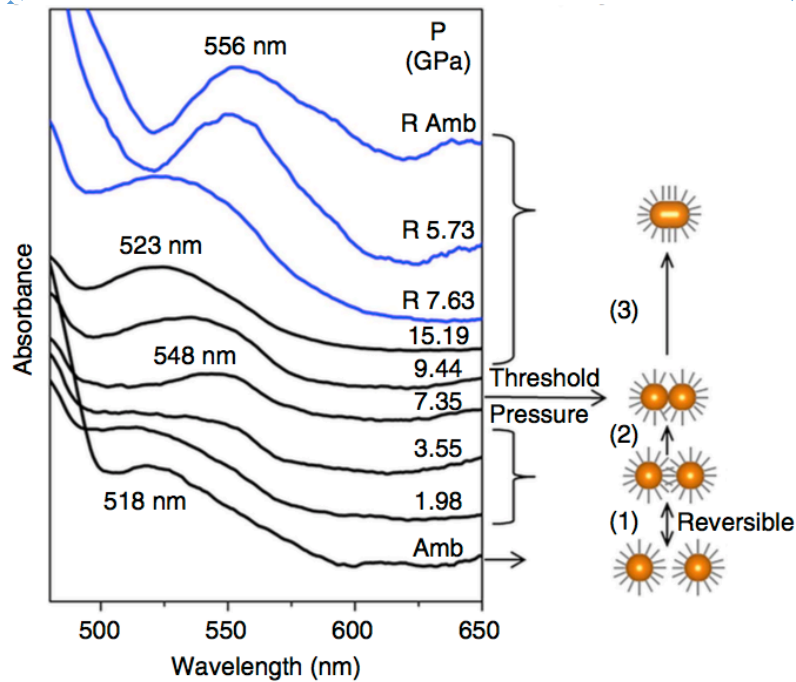 P
(GPa)
556 nm
R Amb
R 5.73
523 nm
R 7.63
15.19
548 nm
9.44
7.35
3.55
1.98
518 nm
Amb
Absorbance
500
550
600
650
Wavelength (nm)
Threshold
Pressure
(3)
(2)
(1)
Reversible